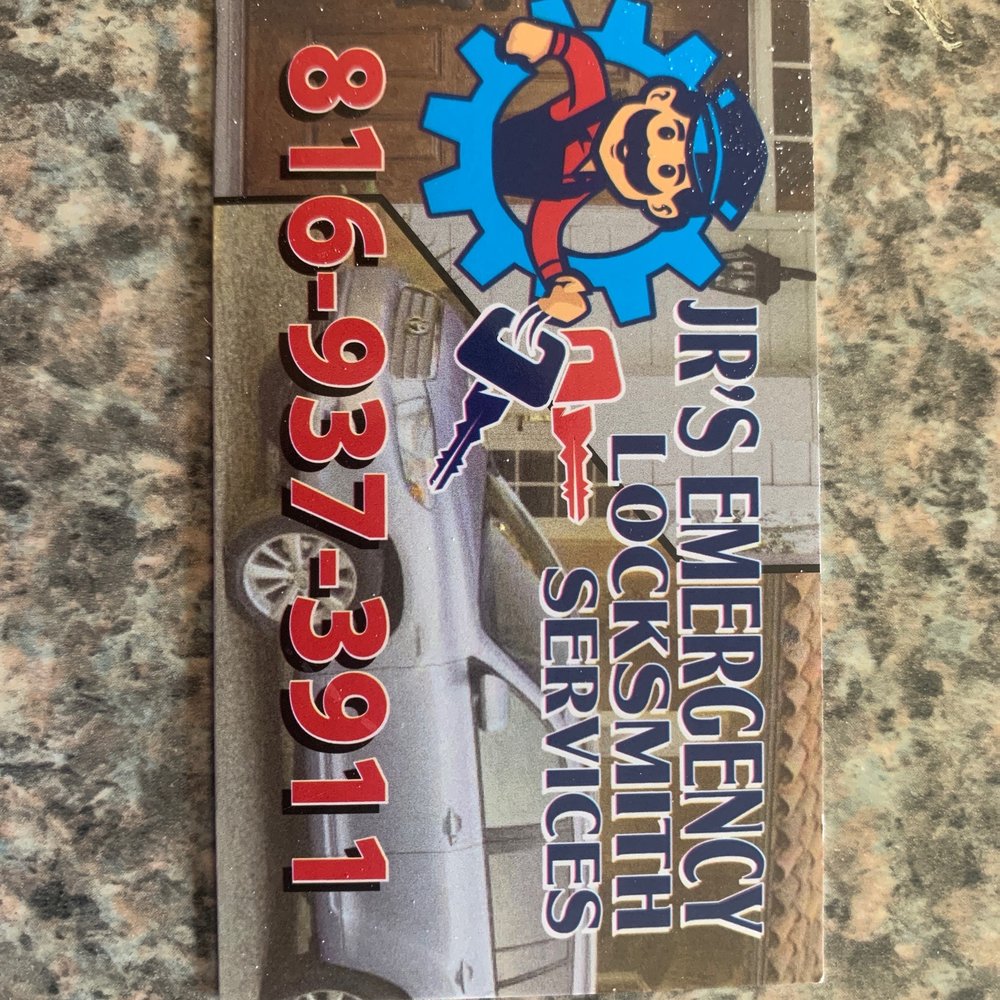 JR'S EMERGENCY
LOCKSMITH
SERVICES
816-937-3911